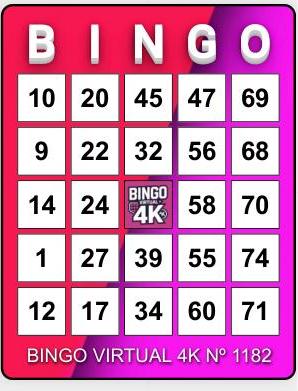 B I N G O
10 20 45 47 69
9 22 32 56 68
14 24 BINGO VIRTUAL 4K 58 70
1 27 39 55 74
12 17 34 60 71
BINGO VIRTUAL 4K Nº 1182